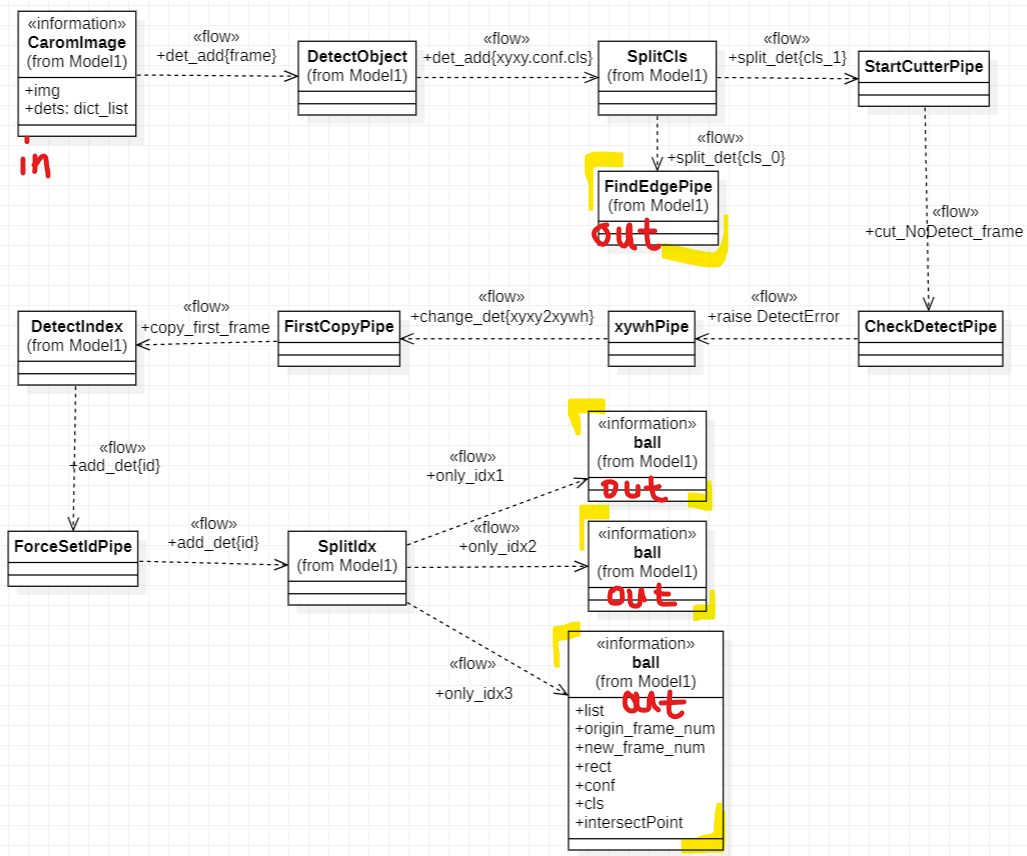 «information»
CaromImage
(from Model1)
+img
+dets: dict_list
in
«flow»
+det_add{frame}
DetectObject
(from Model1)
«flow»
+det_add{xyxy.conf.cls}
SplitCls
(from Model1)
«flow»
+split_det{cls_1}
StartCutterPipe
«flow»
+split_det{cls_0}
FindEdgePipe
(from Model1)
out
«flow»
+cut_NoDetect_frame
CheckDetectPipe
«flow»
+raise DetectError
xywhPipe
«flow»
+change_det{xyxy2xywh}
FirstCopyPipe
«flow»
+copy_first_frame
DetectIndex
(from Model1)
«flow»
+add_det{id}
ForceSetIdPipe
«flow»
+add_det{id}
SplitIdx
(from Model1)
«flow»
+only_idx1
«information»
ball
(from Model1)
out
«flow»
+only_idx2
«information»
ball
(from Model1)
out
«flow»
+only_idx3
«information»
ball
(from Model1)
out
+list
+origin_frame_num
+new_frame_num
+rect
+conf
+cls
+intersectPoint